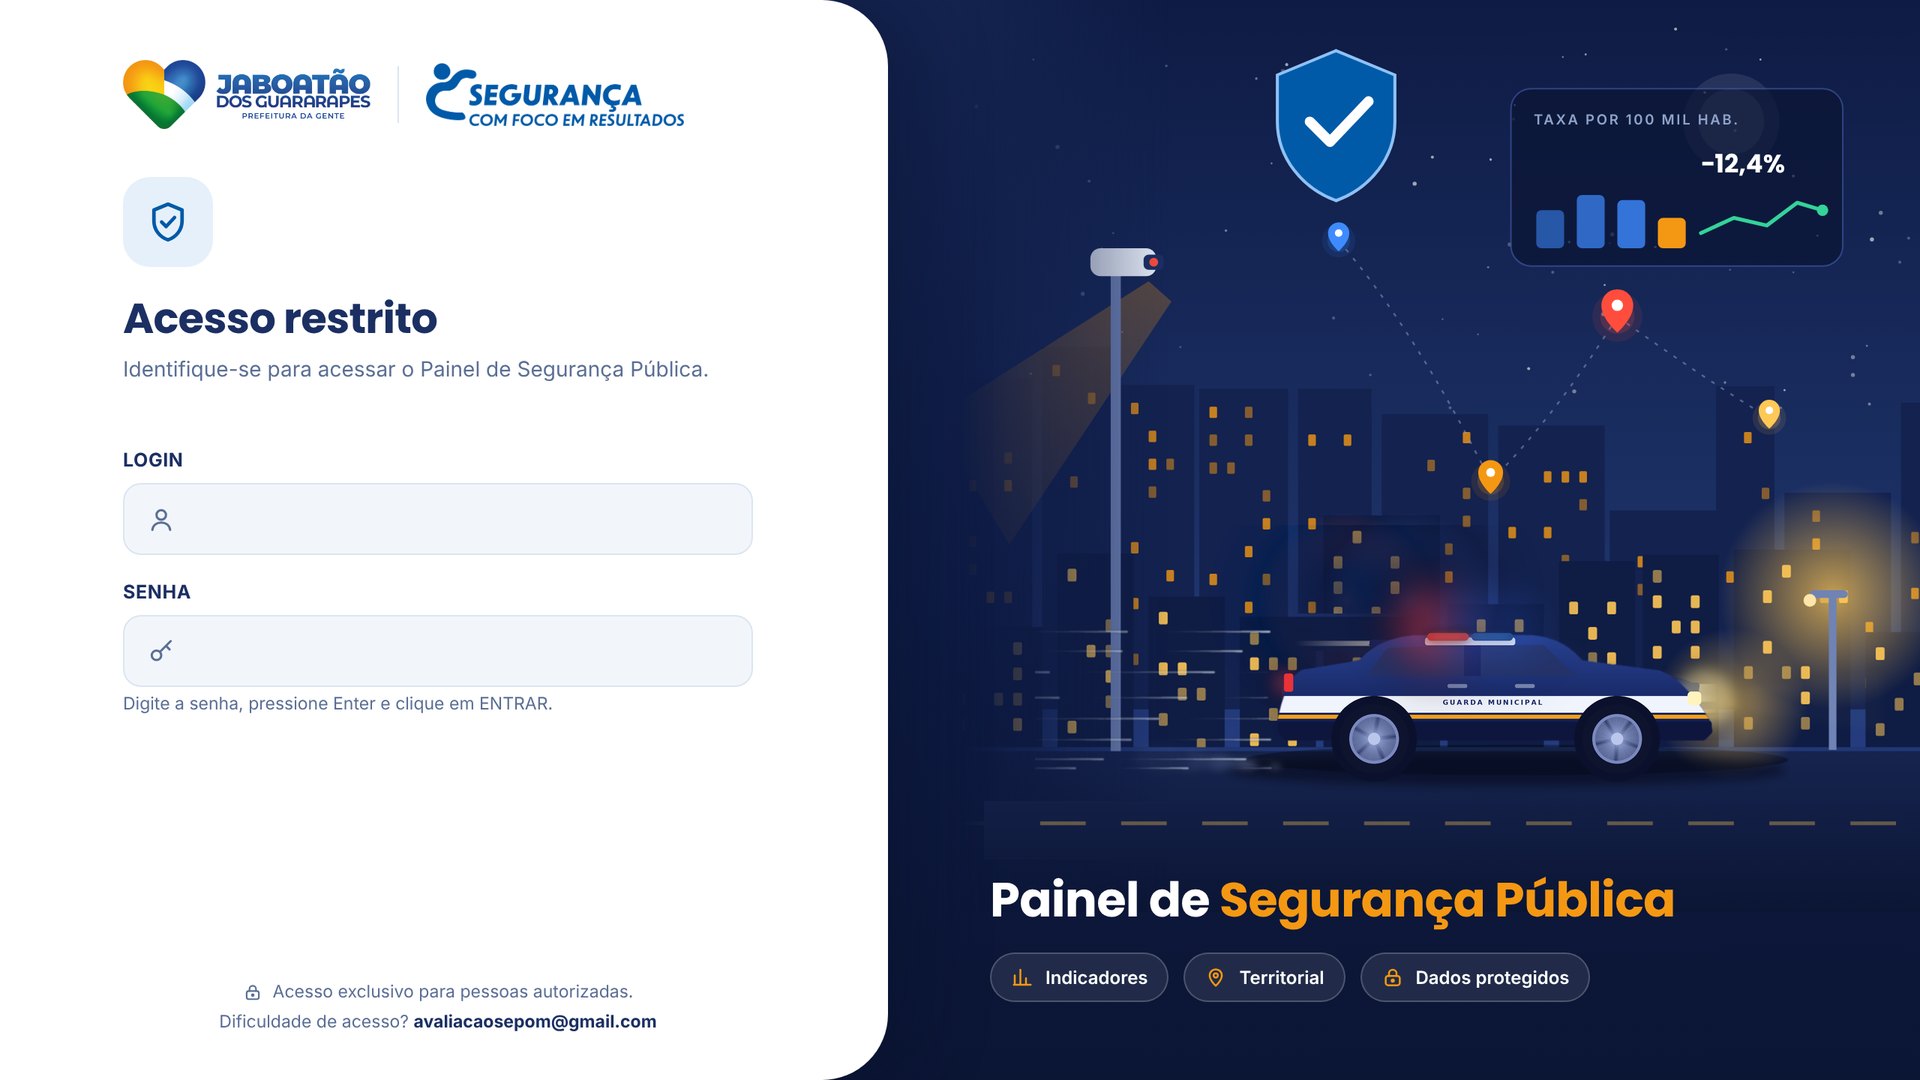 JABOATÃO
DOS GUARARAPES
PREFEITURA DA GENTE
SEGURANÇA
COM FOCO EM RESULTADOS
Acesso restrito
Identifique-se para acessar o Painel de Segurança Pública.
LOGIN
SENHA
Digite a senha, pressione Enter e clique em ENTRAR.
Acesso exclusivo para pessoas autorizadas.
Dificuldade de acesso? avaliacaosepom@gmail.com
TAXA POR 100 MIL HAB.
-12,4%
GUARDA MUNICIPAL
Painel de Segurança Pública
Indicadores
Territorial
Dados protegidos